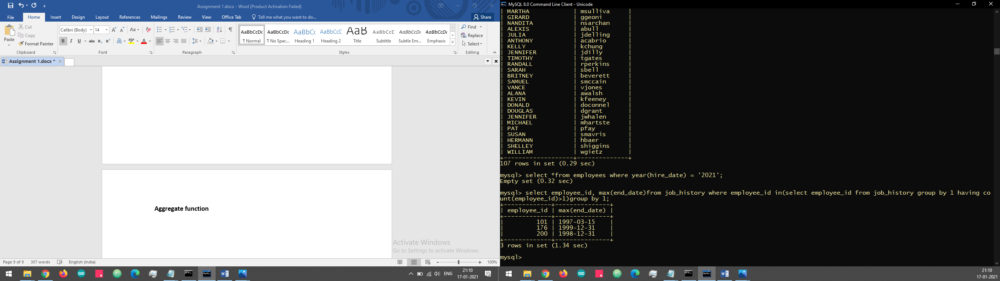 Assignment 1.docx - Word (Product Activation Failed)
File Home Insert Design Layout References Mailings Review View Office Tab Tell me what you want to do... Share
Paste
Cut
Copy
Format Painter
Clipboard
Calibri (Body) 14
Font
Paragraph
AaBbCcDc AaBbCcDc AaBbCc AaBbCcD AaB AaBbCcD AaBbCcDc AaBbCcDc
¶ Normal ¶ No Spac... Heading 1 Heading 2 Title Subtitle Subtle Em... Emphasis
Styles
Find
Replace
Select
Editing
Assignment 1.docx *
Aggregate function
Activate Windows
Go to Settings to activate Windows.
Page 9 of 9 307 words English (India) 100%
ENG 21:10
17-01-2021
MySQL 8.0 Command Line Client - Unicode
| MARTHA | msulliva |
| GIRARD | ggeoni |
| NANDITA | nsarchan |
| ALEXIS | abull |
| JULIA | jdelling |
| ANTHONY | acabrio |
| KELLY | kchung |
| JENNIFER | jdilly |
| TIMOTHY | tgates |
| RANDALL | rperkins |
| SARAH | sbell |
| BRITNEY | beverett |
| SAMUEL | smccain |
| VANCE | vjones |
| ALANA | awalsh |
| KEVIN | kfeeney |
| DONALD | doconnel |
| DOUGLAS | dgrant |
| JENNIFER | jwhalen |
| MICHAEL | mhartste |
| PAT | pfay |
| SUSAN | smavris |
| HERMANN | hbaer |
| SHELLEY | shiggins |
| WILLIAM | wgietz |
+-------------------+--------------+
107 rows in set (0.29 sec)
mysql> select *from employees where year(hire_date) = '2021';
Empty set (0.32 sec)
mysql> select employee_id, max(end_date)from job_history where employee_id in(select employee_id from job_history group by 1 having co
unt(employee_id)>1)group by 1;
+-------------+---------------+
| employee_id | max(end_date) |
+-------------+---------------+
| 101 | 1997-03-15 |
| 176 | 1999-12-31 |
| 200 | 1998-12-31 |
+-------------+---------------+
3 rows in set (1.34 sec)
mysql>
21:10
17-01-2021